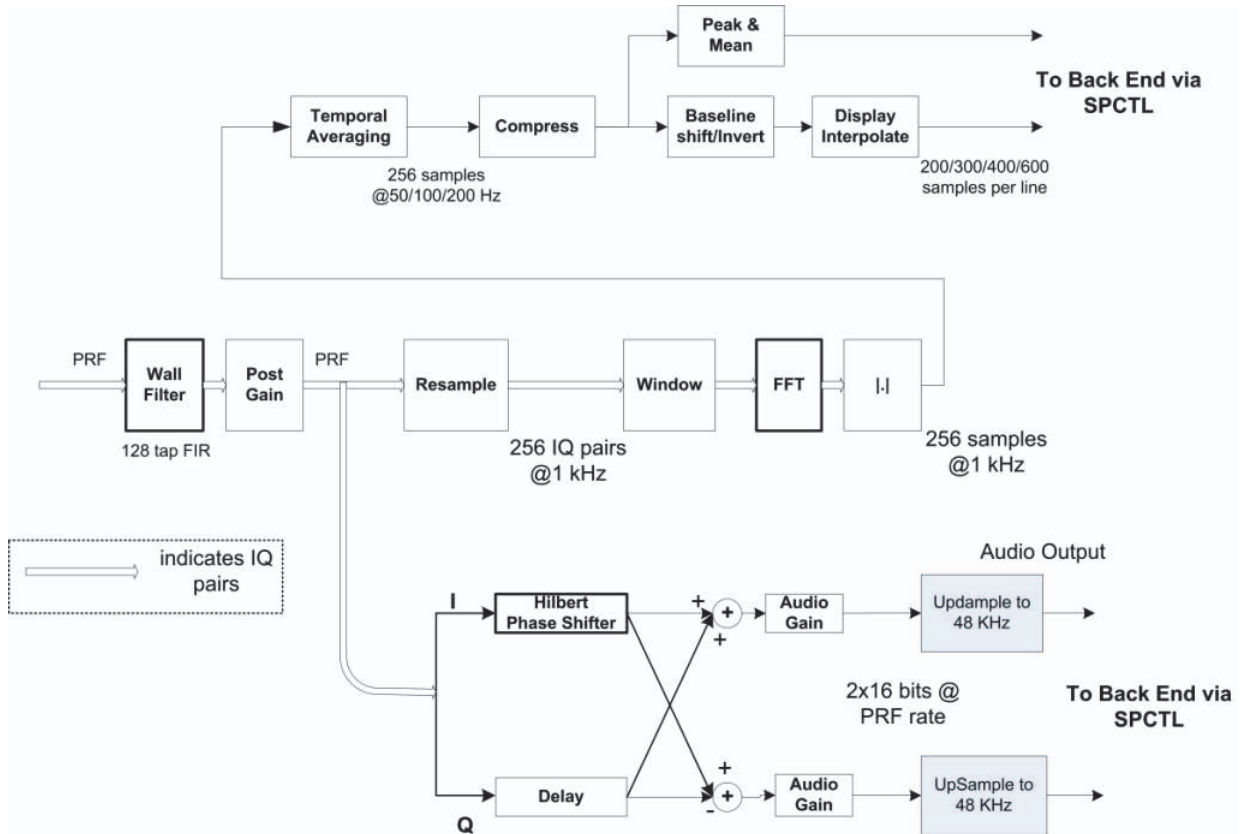 Peak &
Mean
To Back End via
SPCTL
Temporal
Averaging
Compress
Baseline
shift/Invert
Display
Interpolate
256 samples
@50/100/200 Hz
200/300/400/600
samples per line
PRF
Wall
Filter
Post
Gain
PRF
Resample
Window
FFT
|.|
128 tap FIR
256 IQ pairs
@1 kHz
256 samples
@1 kHz
indicates IQ
pairs
Audio Output
I
Hilbert
Phase Shifter
+
+
+
Audio
Gain
Updample to
48 KHz
2x16 bits @
PRF rate
To Back End via
SPCTL
Q
Delay
+
-
+
Audio
Gain
UpSample to
48 KHz